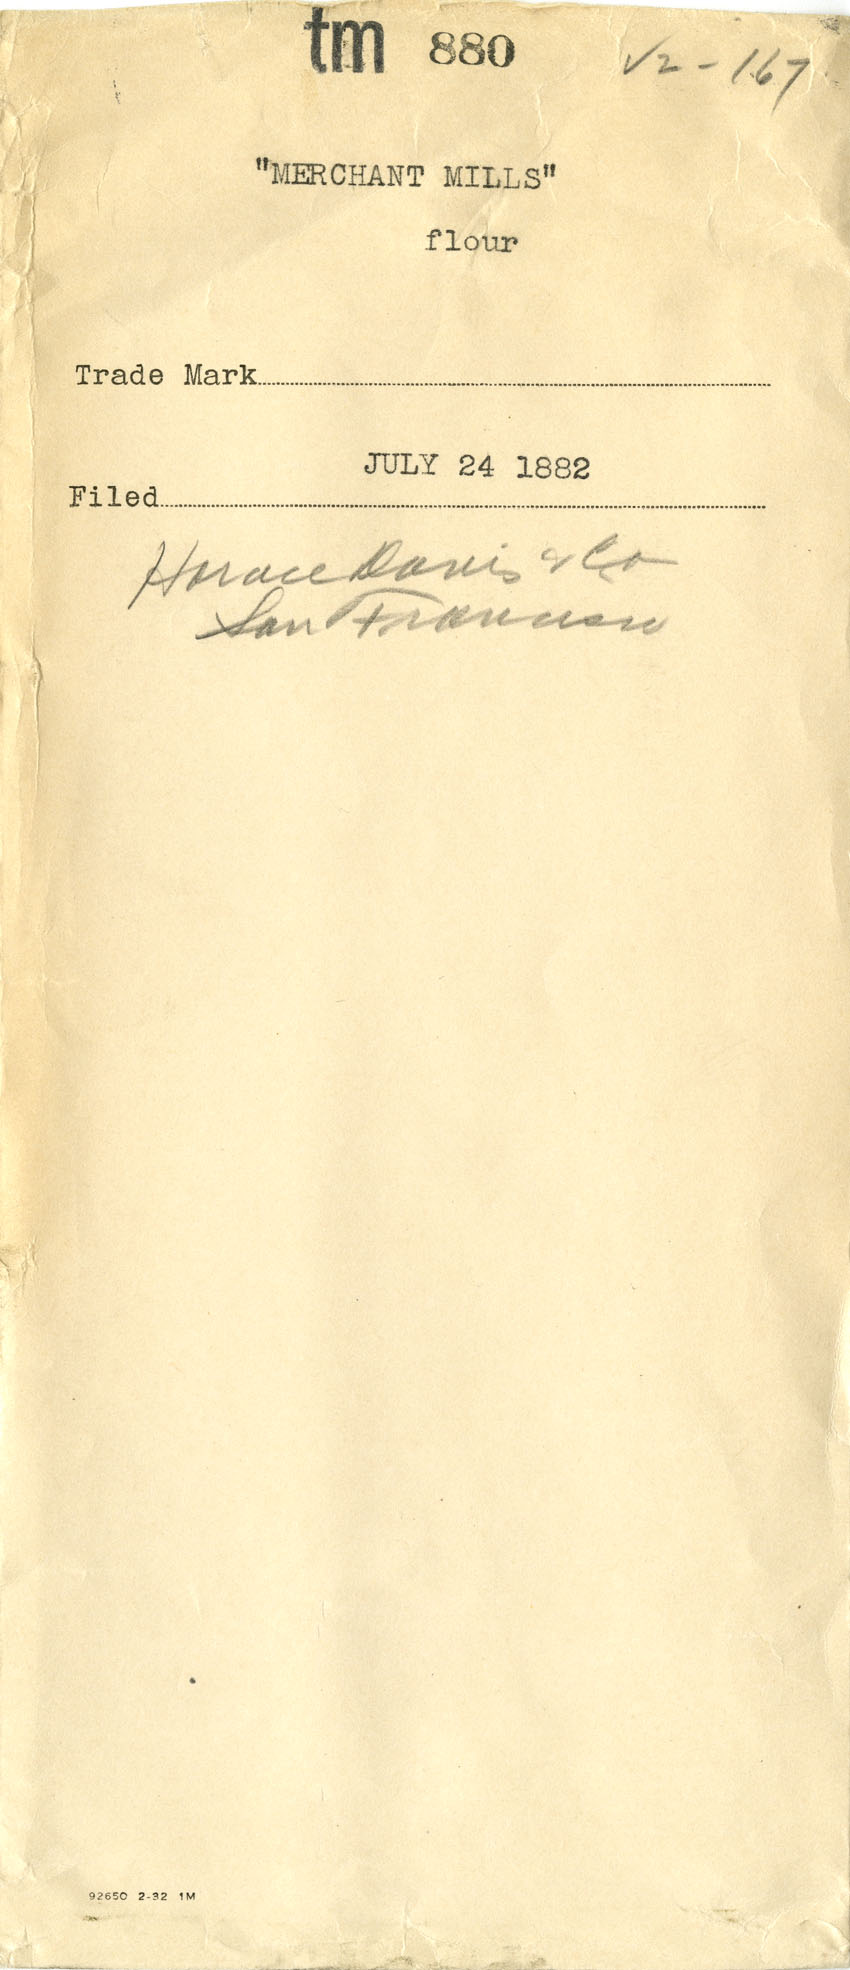 tm 880 V2-167
"MERCHANT MILLS"
flour
Trade Mark
JULY 24 1882
Filed
Horace Davis & Co
San Francisco
92650 2-32 1M